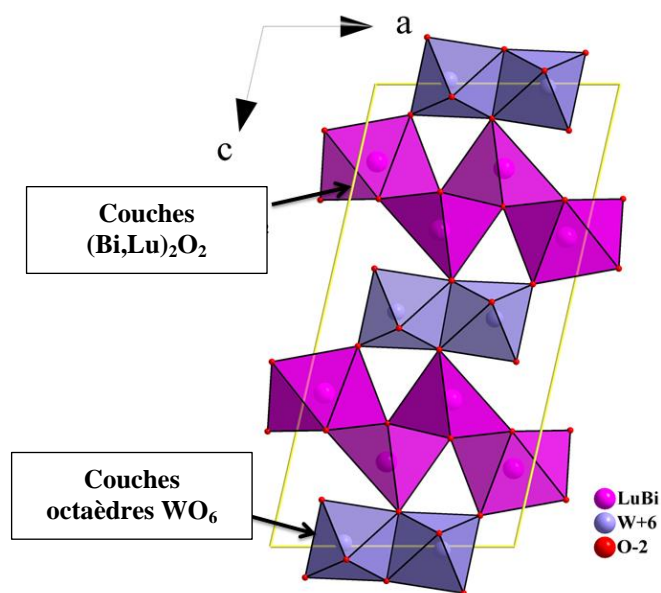 a
c
Couches
(Bi,Lu)₂O₂
Couches
octaèdres WO₆
LuBi
W+6
O-2